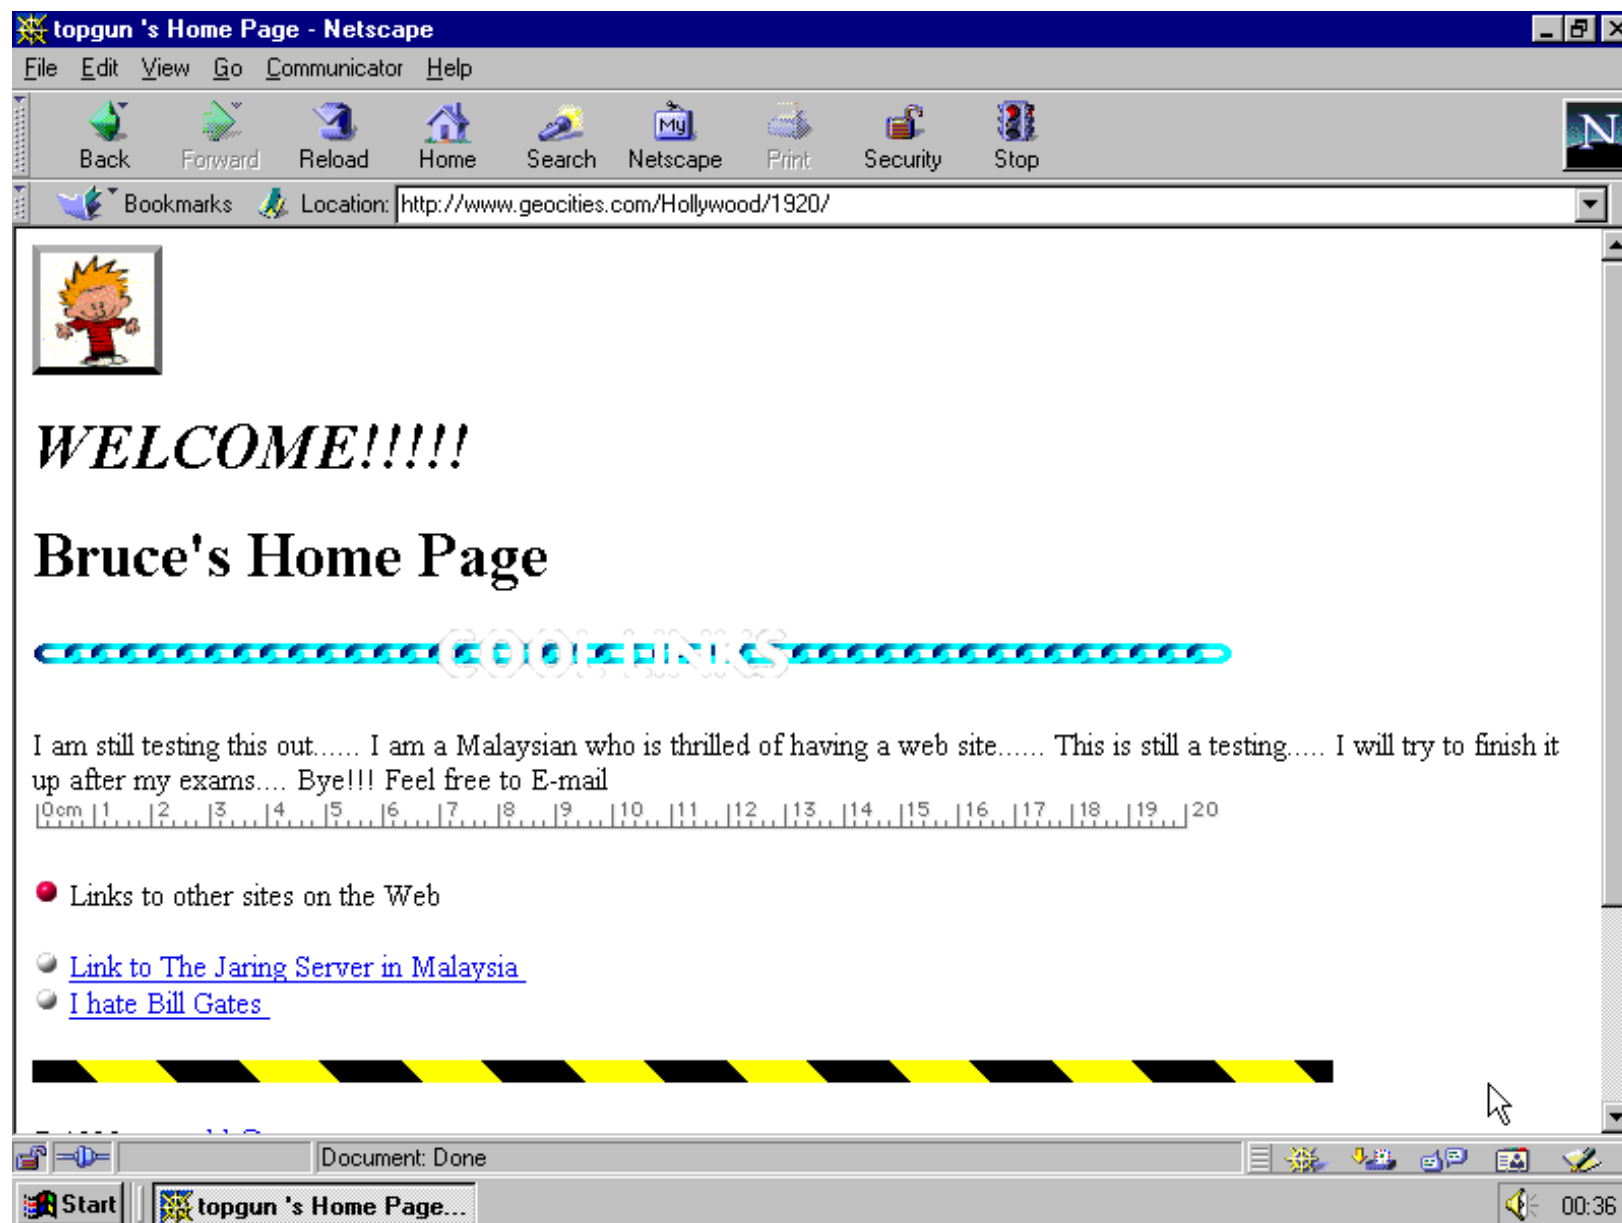 topgun 's Home Page - Netscape
File Edit View Go Communicator Help
My
N
Back Forward Reload Home Search Netscape Print Security Stop
Bookmarks Location: http://www.geocities.com/Hollywood/1920/
WELCOME!!!!!
Bruce's Home Page
COOL LINKS
I am still testing this out...... I am a Malaysian who is thrilled of having a web site...... This is still a testing..... I will try to finish it
up after my exams.... Bye!!! Feel free to E-mail
0cm 1 2 3 4 5 6 7 8 9 10 11 12 13 14 15 16 17 18 19 20
Links to other sites on the Web
Link to The Jaring Server in Malaysia
I hate Bill Gates
Document: Done
Start topgun 's Home Page... 00:36